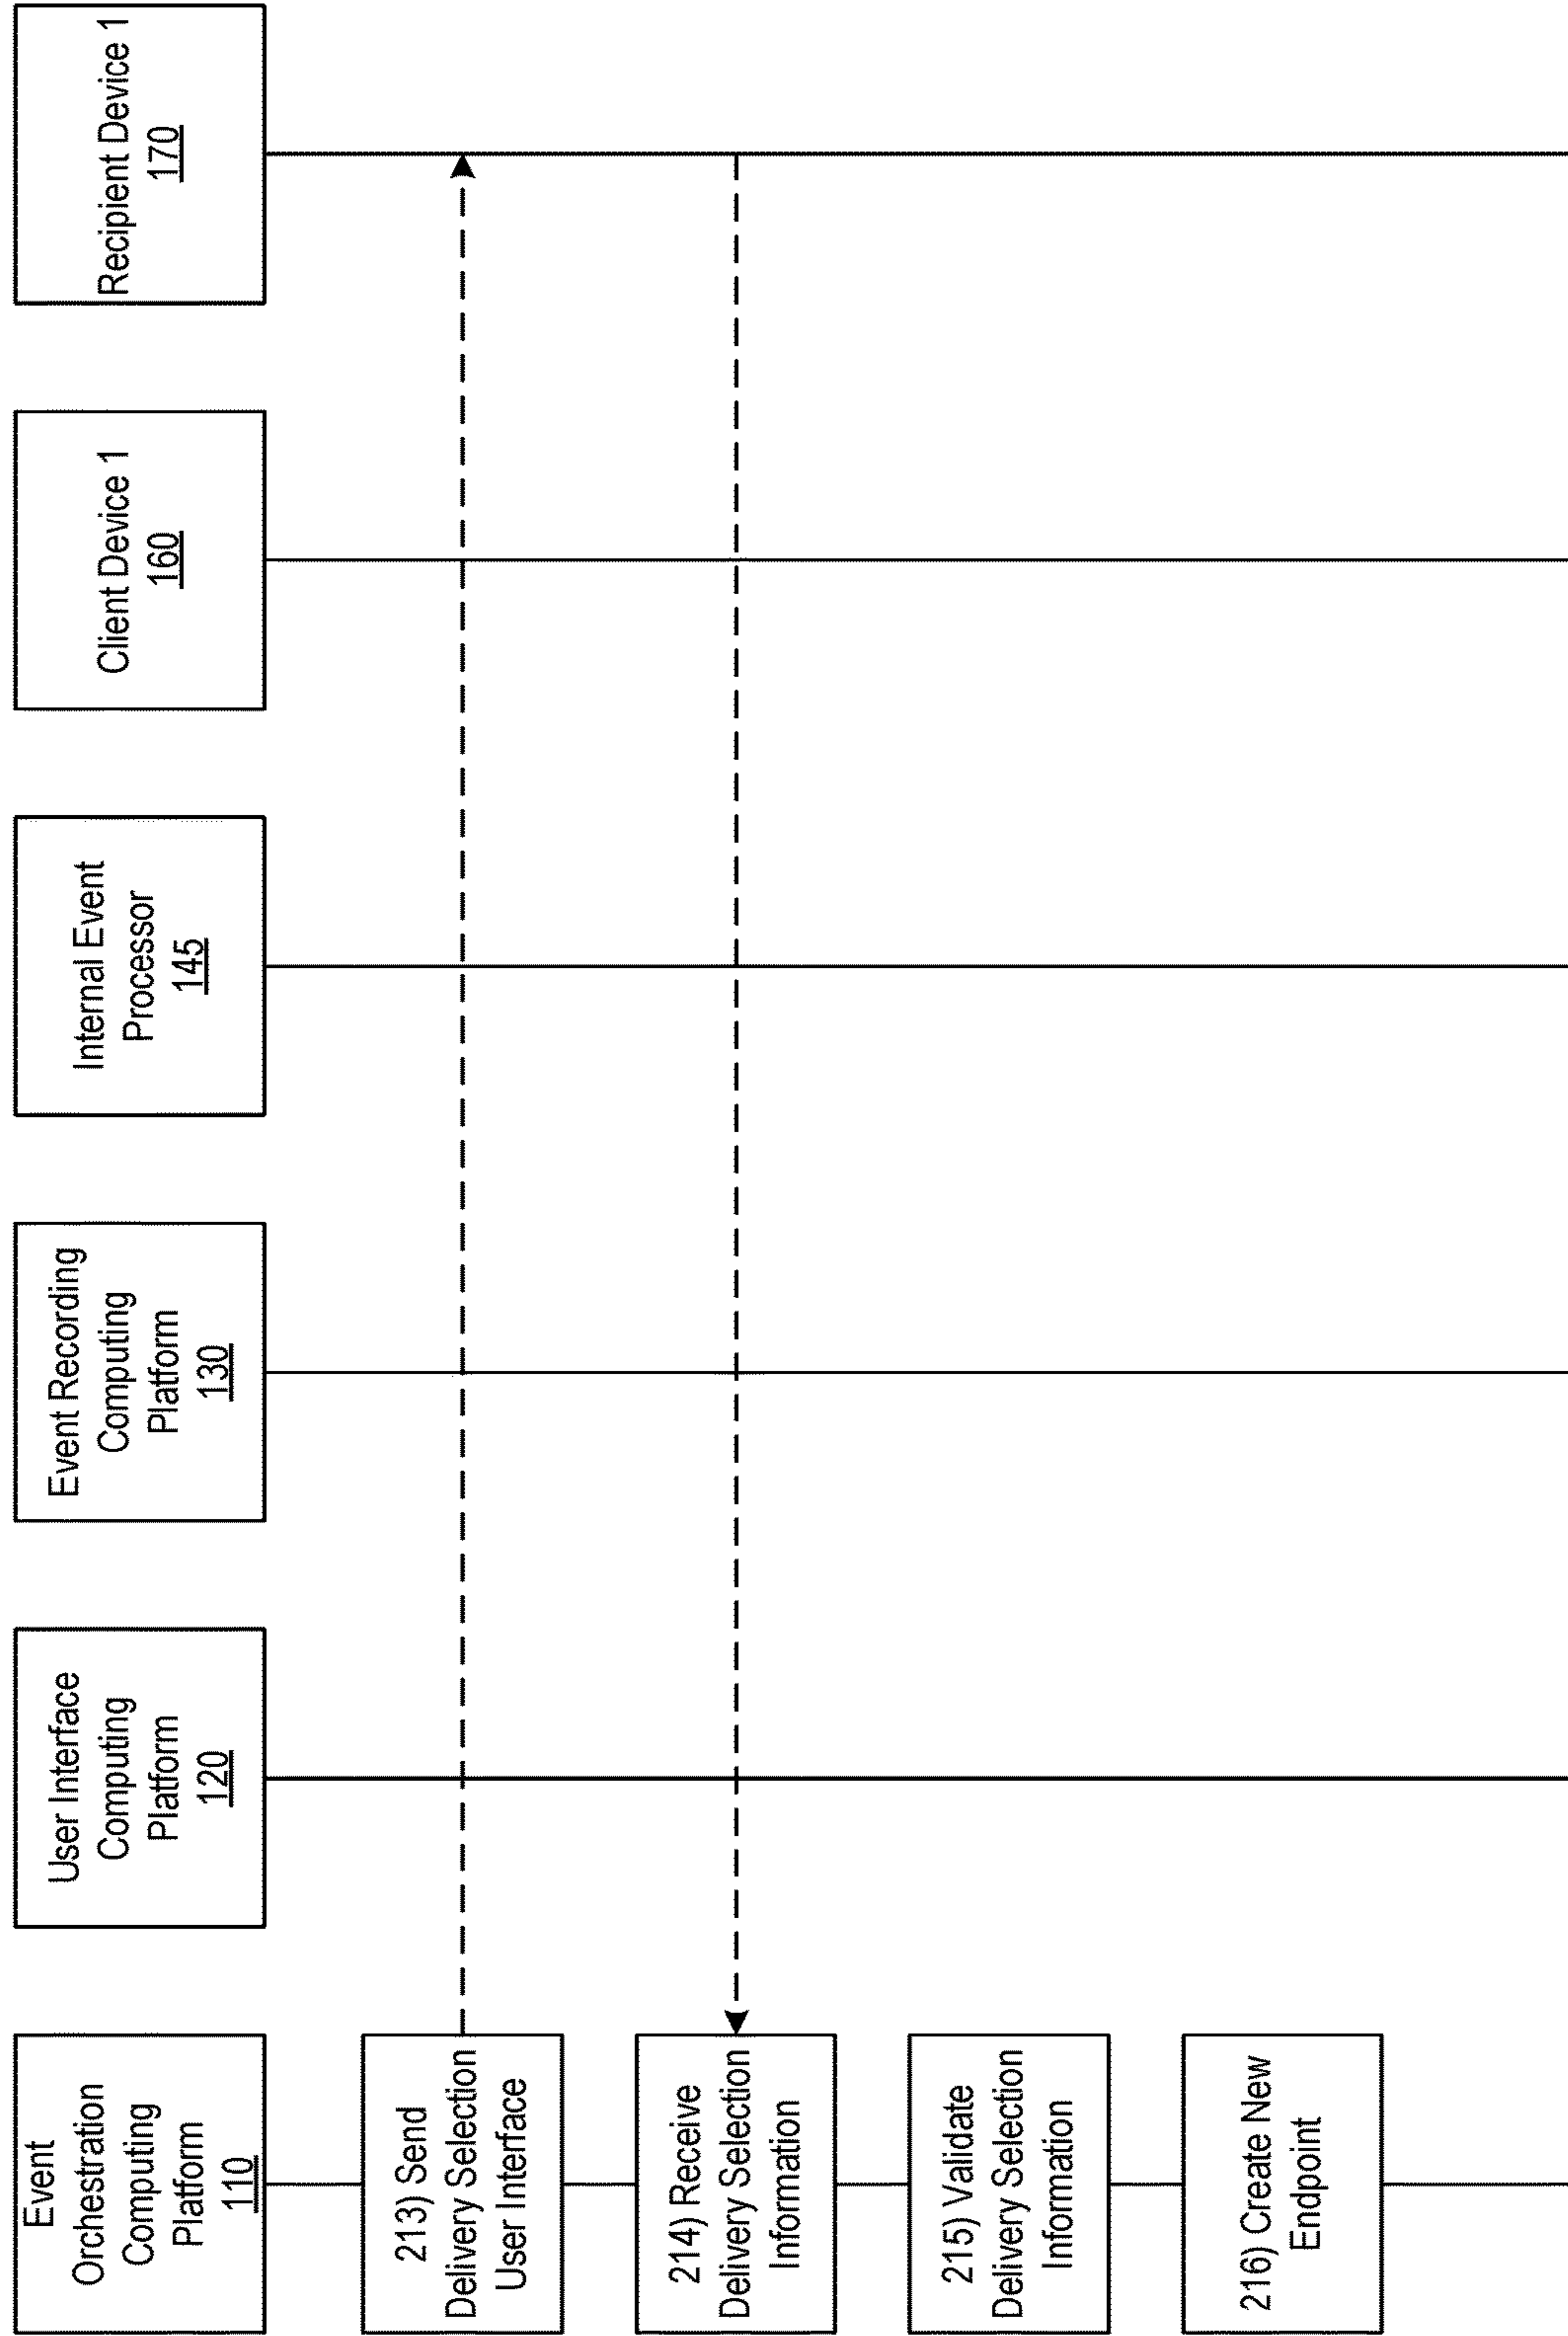 Event
Orchestration
Computing
Platform
110
User Interface
Computing
Platform
120
Event Recording
Computing
Platform
130
Internal Event
Processor
145
Client Device 1
160
Recipient Device 1
170
213) Send
Delivery Selection
User Interface
214) Receive
Delivery Selection
Information
215) Validate
Delivery Selection
Information
216) Create New
Endpoint